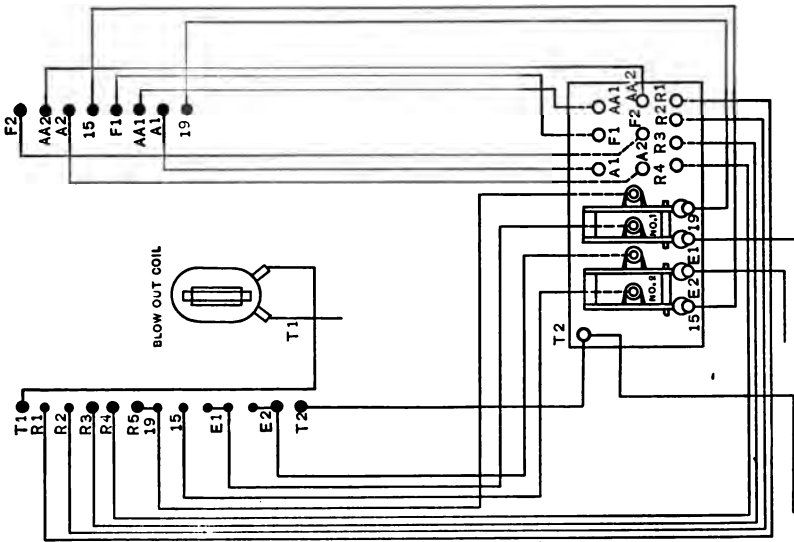 F2
AA2
A2
15
F1
AA1
A1
19
AA1
AA2
R1
F1
F2
R2
A1
A2
R3
R4
NO.1
19
E1
NO.2
E2
15
T2
BLOW OUT COIL
T1
T1
R1
R2
R3
R4
R5
19
15
E1
E2
T2